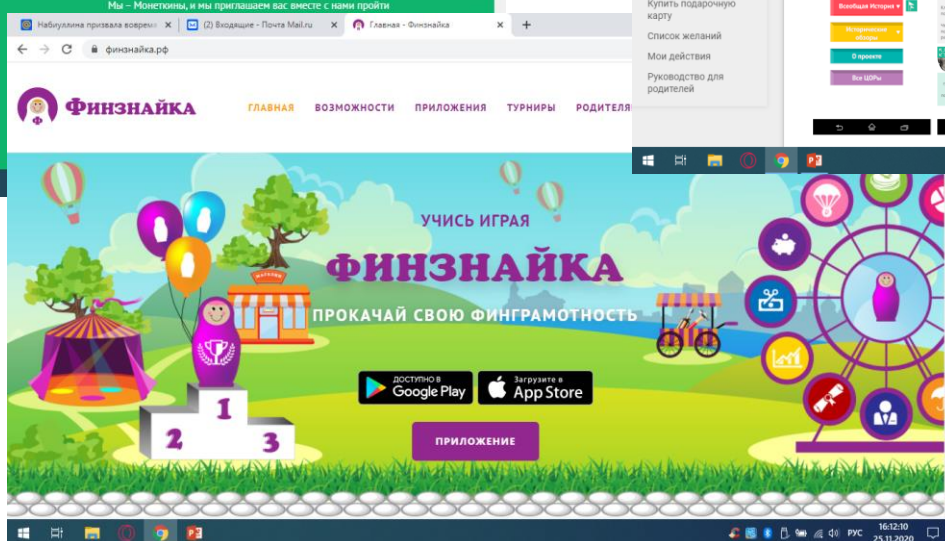 Мы – Монеткины, и мы приглашаем вас вместе с нами пройти
Набиуллина призвала воврем
(2) Входящие - Почта Mail.ru
Главная - Финзнайка
финзнайка.рф
Финзнайка
ГЛАВНАЯ ВОЗМОЖНОСТИ ПРИЛОЖЕНИЯ ТУРНИРЫ РОДИТЕЛЯ
Купить подарочную
карту
Список желаний
Мои действия
Руководство для
родителей
Всеобщая История
Исторические
обзоры
О проекте
Все ЦОРы
УЧИСЬ ИГРАЯ
ФИНЗНАЙКА
ПРОКАЧАЙ СВОЮ ФИНГРАМОТНОСТЬ
МАГАЗИН
ДОСТУПНО В
Google Play
Загрузите в
App Store
ПРИЛОЖЕНИЕ
1
2
3
РУС
16:12:10
25.11.2020